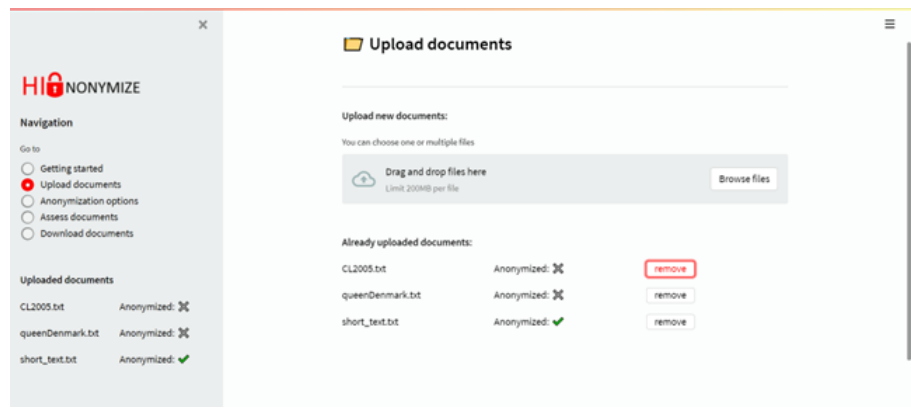 ×
HI NONYMIZE
Navigation
Go to
Getting started
Upload documents
Anonymization options
Assess documents
Download documents
Uploaded documents
CL2005.txt Anonymized: ✖
queenDenmark.txt Anonymized: ✖
short_text.txt Anonymized: ✔
Upload documents
Upload new documents:
You can choose one or multiple files
Drag and drop files here
Limit 200MB per file
Browse files
Already uploaded documents:
CL2005.txt Anonymized: ✖ remove
queenDenmark.txt Anonymized: ✖ remove
short_text.txt Anonymized: ✔ remove